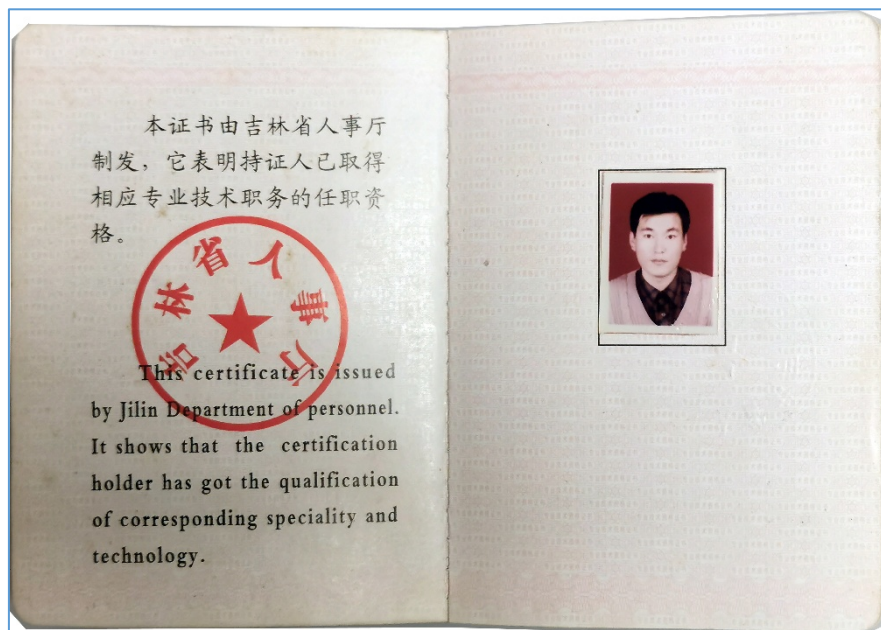 本证书由吉林省人事厅
制发，它表明持证人已取得
相应专业技术职务的任职资
格。
吉林省人事厅
This certificate is issued
by Jilin Department of personnel.
It shows that the certification
holder has got the qualification
of corresponding speciality and
technology.